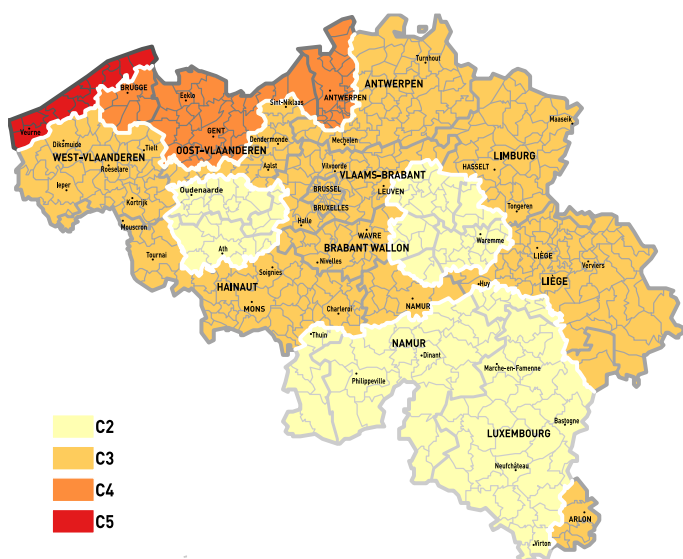 Turnhout
BRUGGE
Eeklo
ANTWERPEN
ANTWERPEN
Sint-Niklaas
Maaseik
Veurne
GENT
Diksmuide
Tielt
OOST-VLAANDEREN
Dendermonde
Mechelen
WEST-VLAANDEREN
LIMBURG
Roeselare
Aalst
Vilvoorde
VLAAMS-BRABANT
HASSELT
Ieper
Oudenaarde
BRUSSEL
LEUVEN
Kortrijk
BRUXELLES
Tongeren
Mouscron
Halle
WAVRE
Waremme
Ath
BRABANT WALLON
LIÈGE
Tournai
Nivelles
Verviers
Soignies
LIÈGE
HAINAUT
Huy
MONS
NAMUR
Charleroi
Thuin
NAMUR
Dinant
Marche-en-Famenne
Philippeville
Bastogne
C2
LUXEMBOURG
C3
Neufchâteau
C4
C5
ARLON
Virton